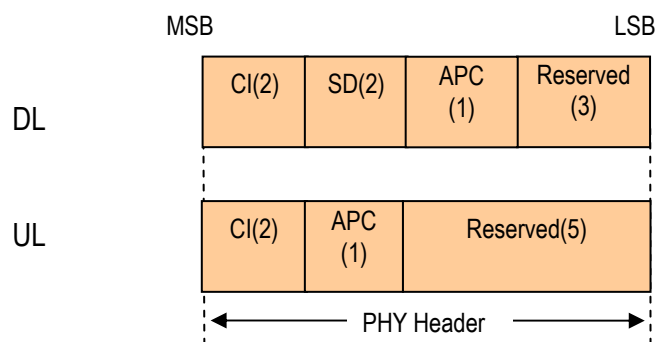 MSB LSB
DL
CI(2) SD(2) APC (1) Reserved (3)
UL
CI(2) APC (1) Reserved(5)
PHY Header